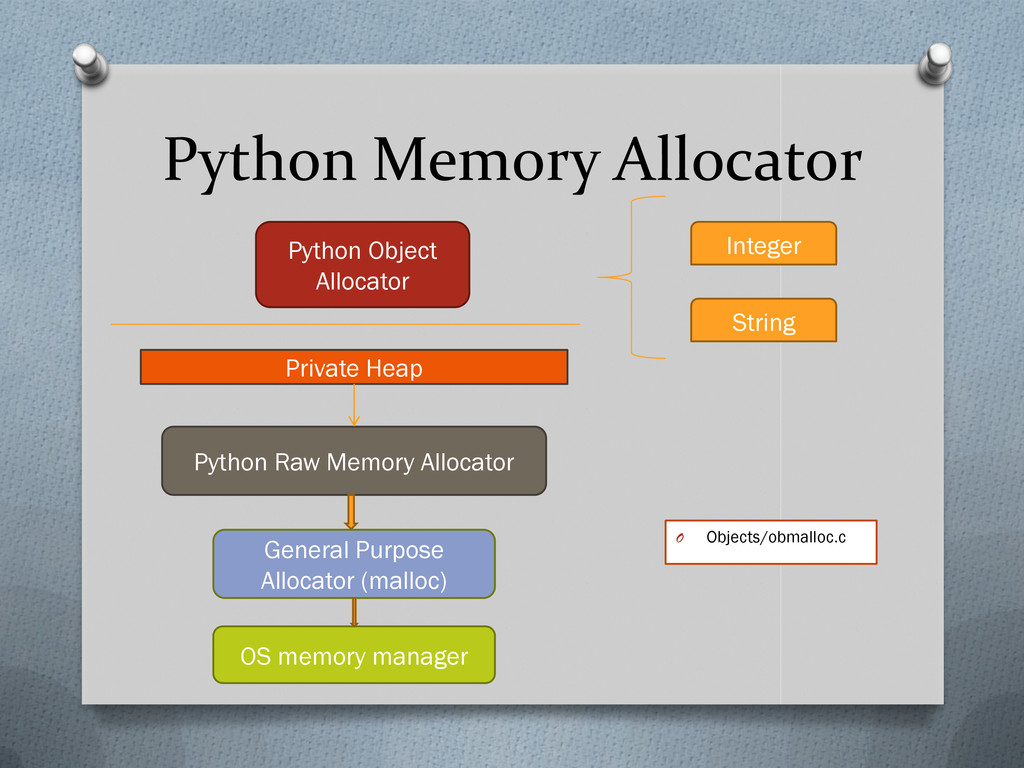 Python Memory Allocator
Python Object
Allocator
Integer
String
Private Heap
Python Raw Memory Allocator
General Purpose
Allocator (malloc)
Objects/obmalloc.c
OS memory manager